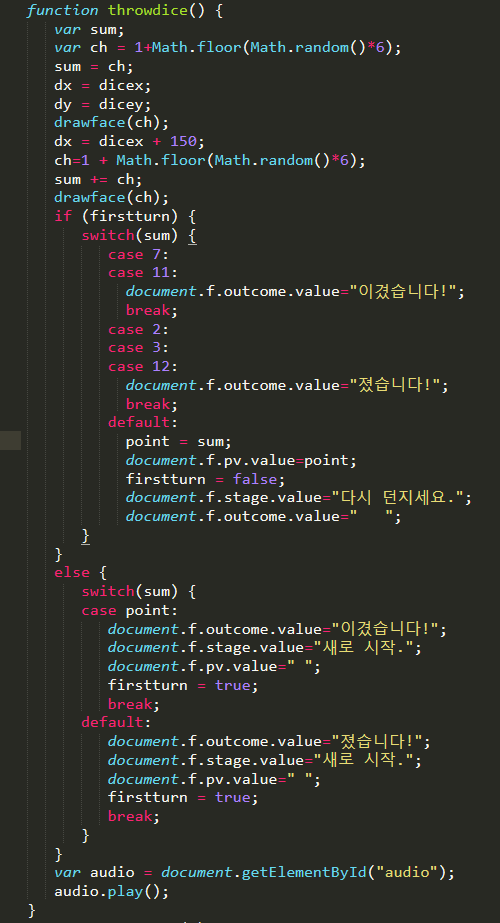 function throwdice() {
var sum;
var ch = 1+Math.floor(Math.random()*6);
sum = ch;
dx = dicex;
dy = dicey;
drawface(ch);
dx = dicex + 150;
ch=1 + Math.floor(Math.random()*6);
sum += ch;
drawface(ch);
if (firstturn) {
switch(sum) {
case 7:
case 11:
document.f.outcome.value="이겼습니다!";
break;
case 2:
case 3:
case 12:
document.f.outcome.value="졌습니다!";
break;
default:
point = sum;
document.f.pv.value=point;
firstturn = false;
document.f.stage.value="다시 던지세요.";
document.f.outcome.value="   ";
}
}
else {
switch(sum) {
case point:
document.f.outcome.value="이겼습니다!";
document.f.stage.value="새로 시작.";
document.f.pv.value=" ";
firstturn = true;
break;
default:
document.f.outcome.value="졌습니다!";
document.f.stage.value="새로 시작.";
document.f.pv.value=" ";
firstturn = true;
break;
}
}
var audio = document.getElementById("audio");
audio.play();
}